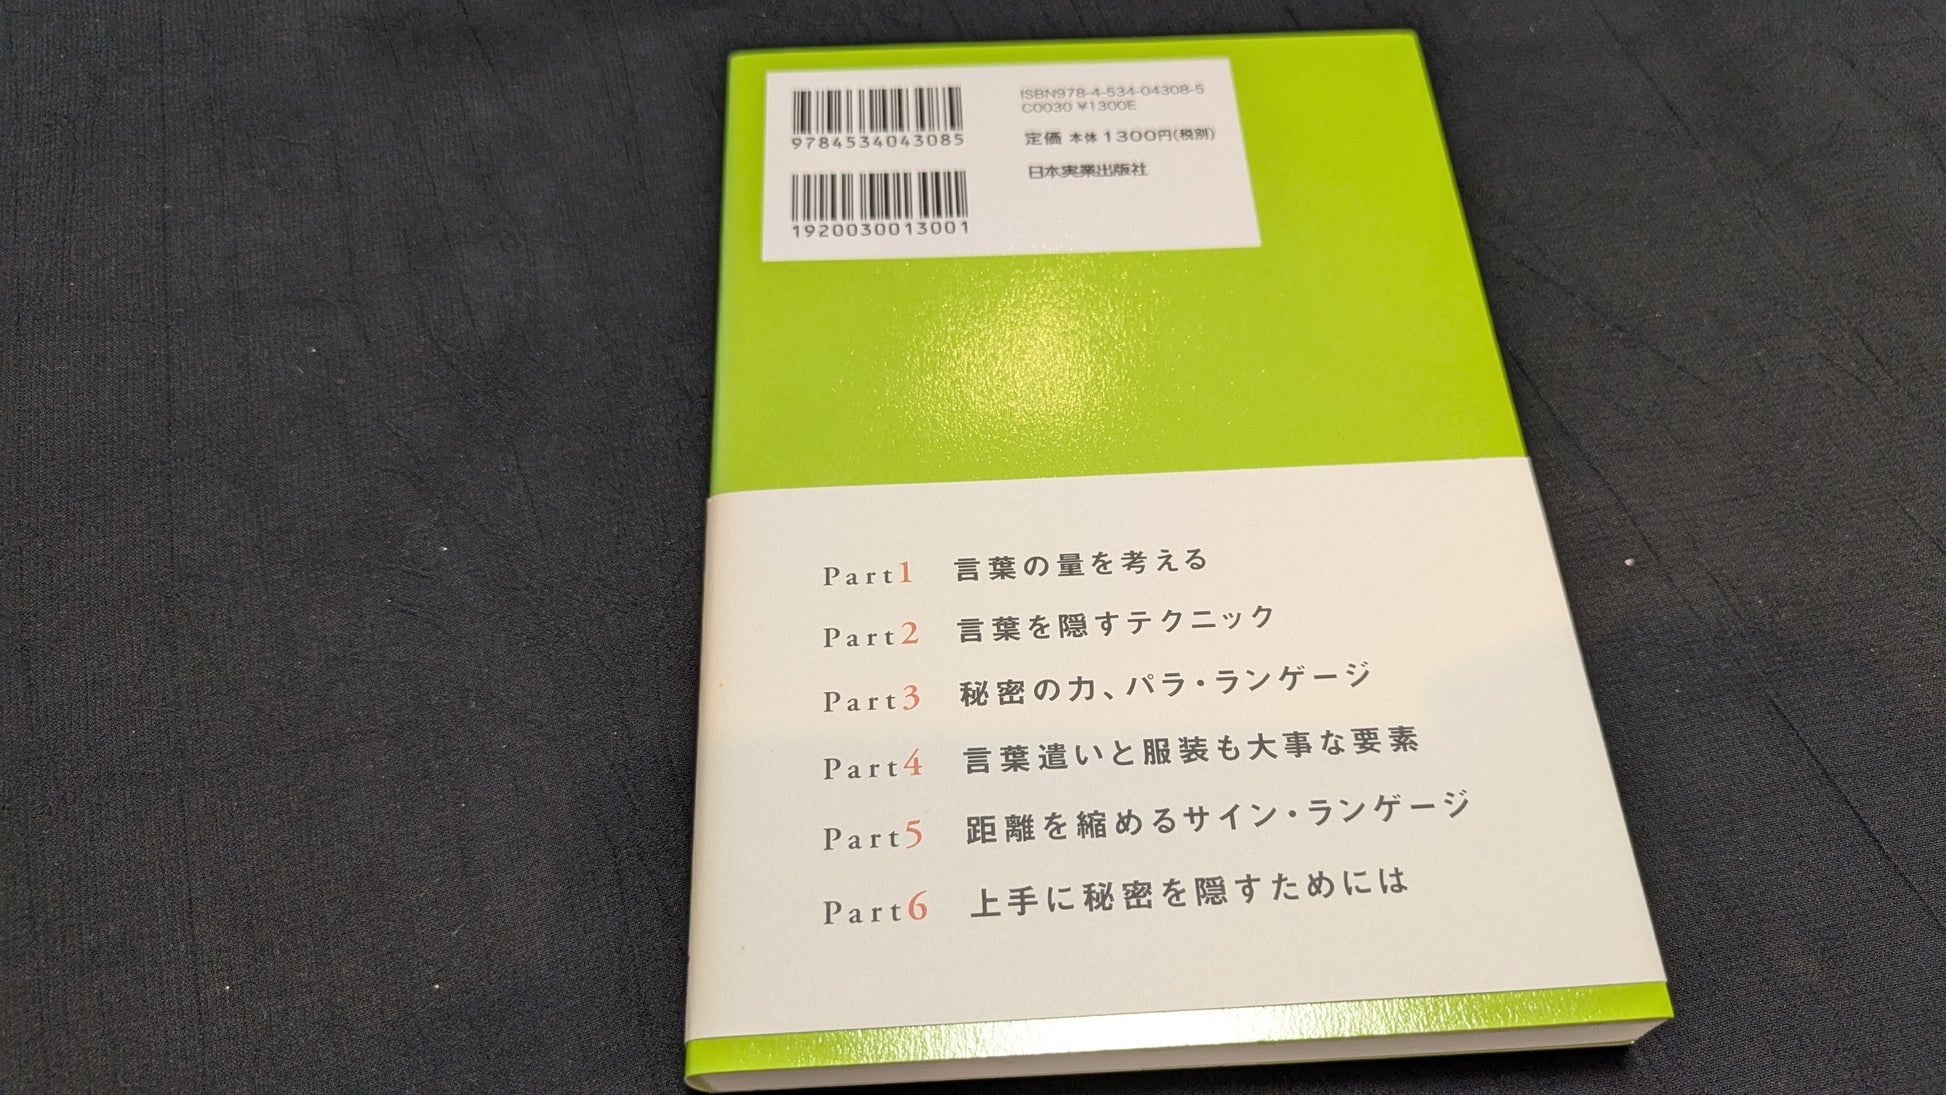 9784534043085
1920030013001
ISBN978-4-534-04308-5
C0030 ¥1300E
定価 本体1300円(税別)
日本実業出版社
Part1 言葉の量を考える
Part2 言葉を隠すテクニック
Part3 秘密の力、パラ・ランゲージ
Part4 言葉遣いと服装も大事な要素
Part5 距離を縮めるサイン・ランゲージ
Part6 上手に秘密を隠すためには